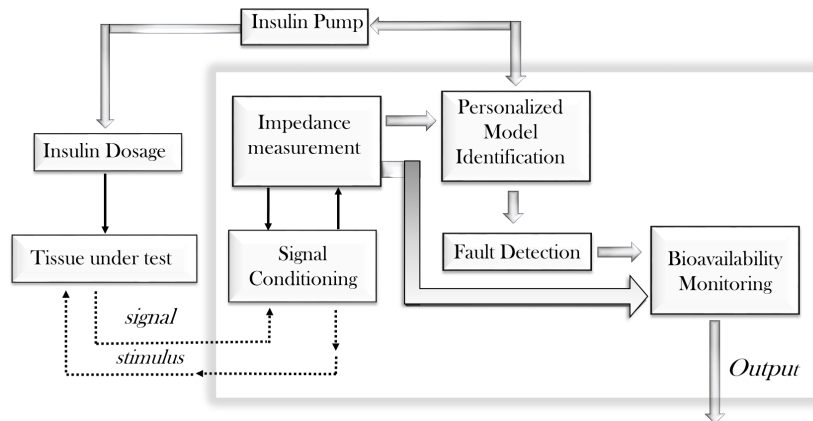 Insulin Pump
Impedance
measurement
Personalized
Model
Identification
Insulin Dosage
Tissue under test
Signal
Conditioning
Fault Detection
Bioavailability
Monitoring
signal
stimulus
Output